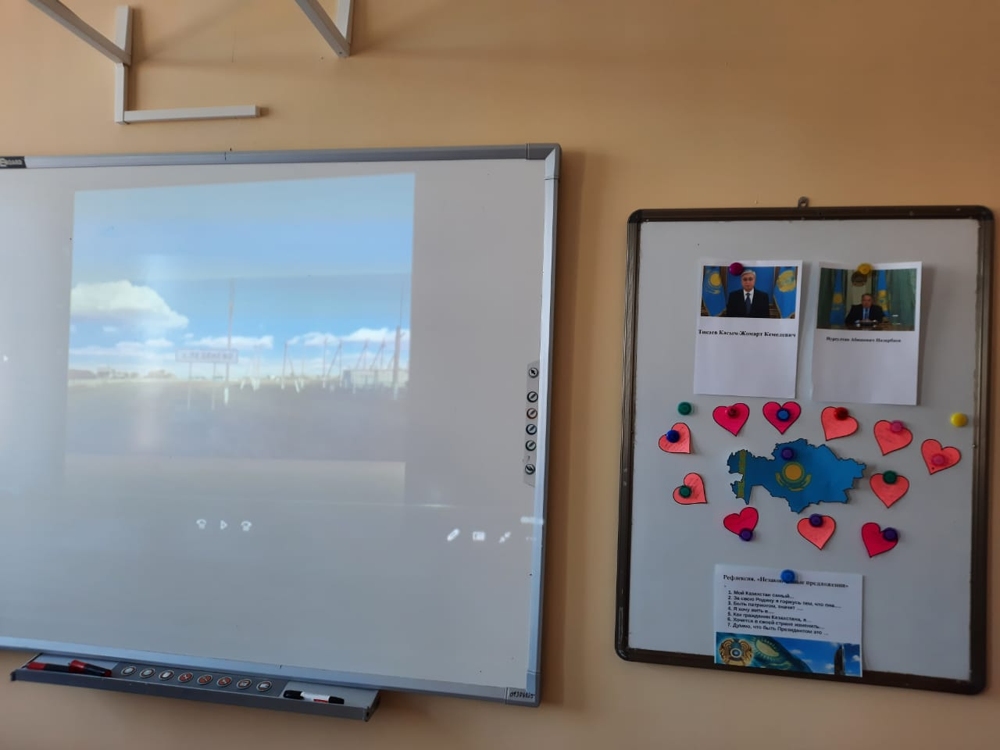 Токаев Касым-Жомарт Кемелевич
Нурсултан Абишевич Назарбаев
Рефлексия. «Незакон ные предложения»
1. Мой Казахстан самый...
2. За свою Родину я горжусь тем, что она....
3. Быть патриотом, значит ....
4. Я хочу жить в....
5. Как гражданин Казахстана, я...
6. Хочется в своей стране изменить...
7. Думаю, что быть Президентом это ...